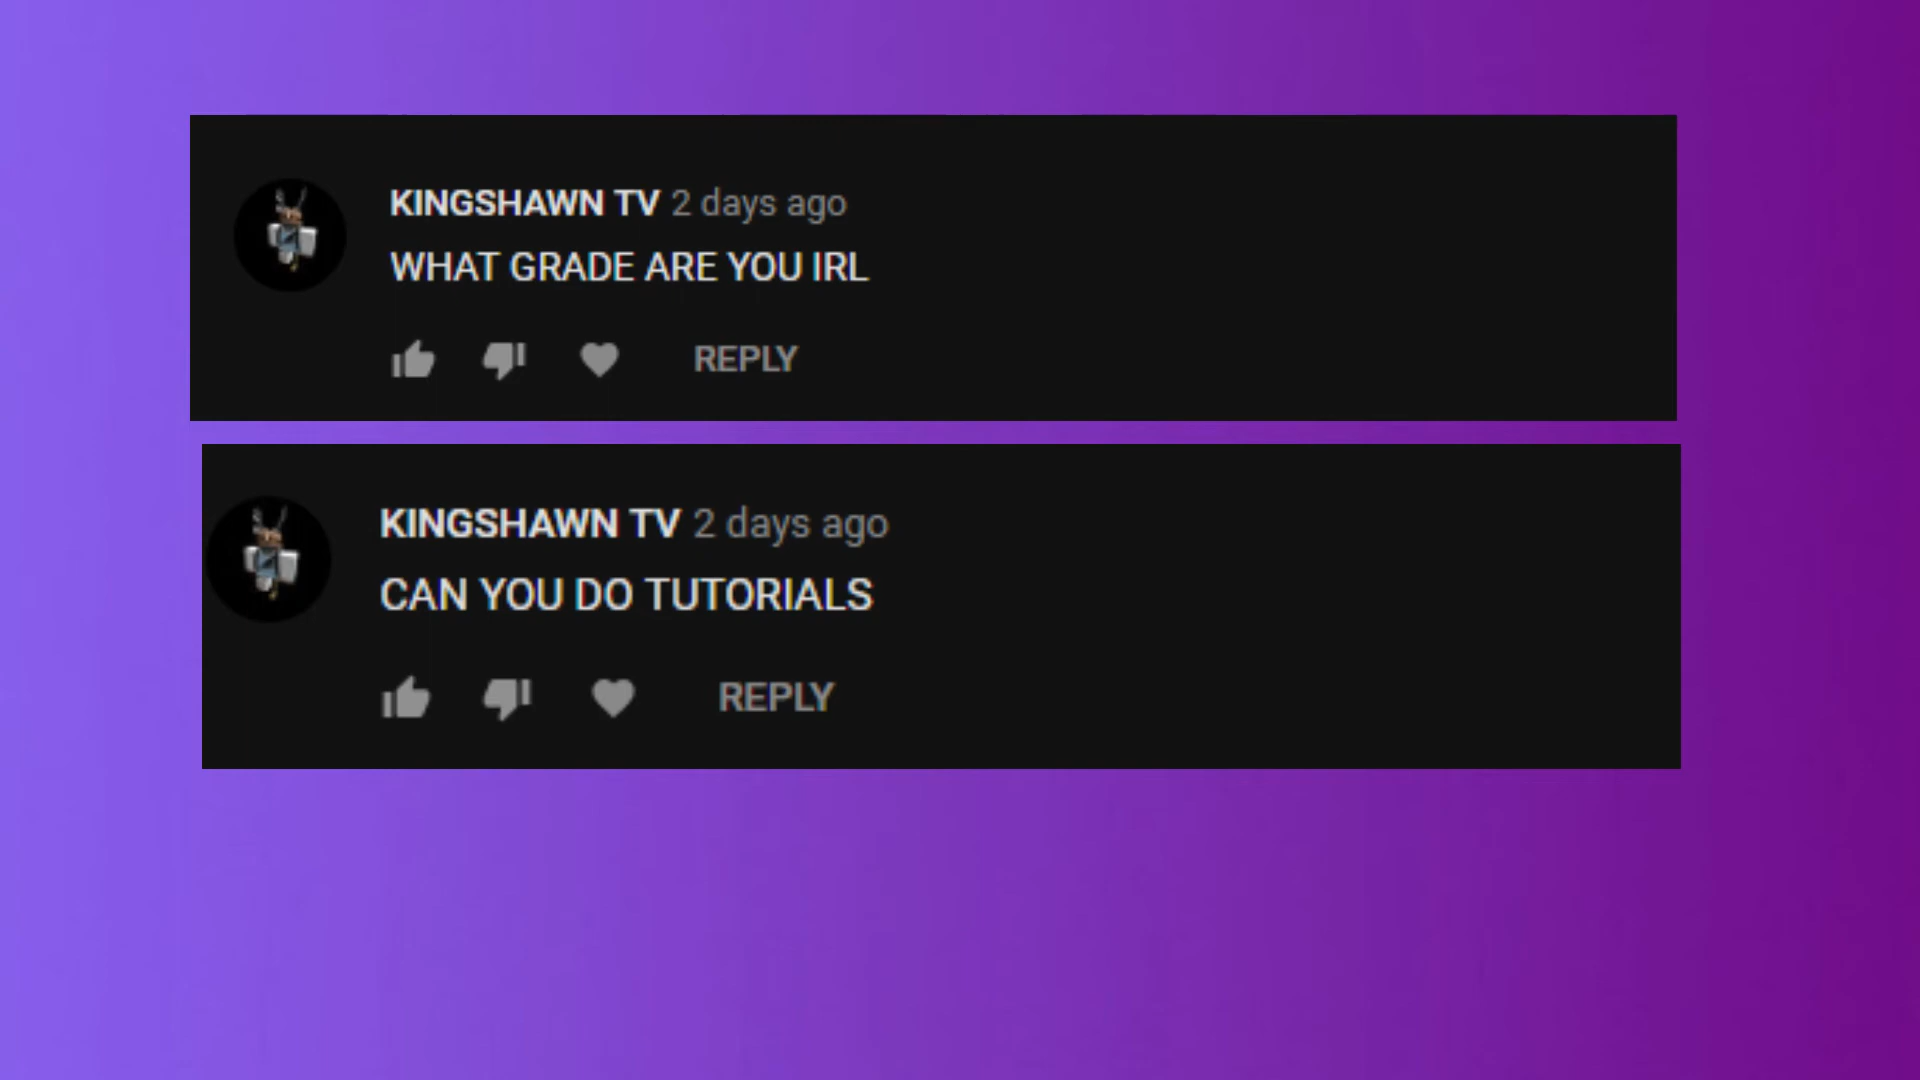 KINGSHAWN TV 2 days ago
WHAT GRADE ARE YOU IRL
REPLY
KINGSHAWN TV 2 days ago
CAN YOU DO TUTORIALS
REPLY